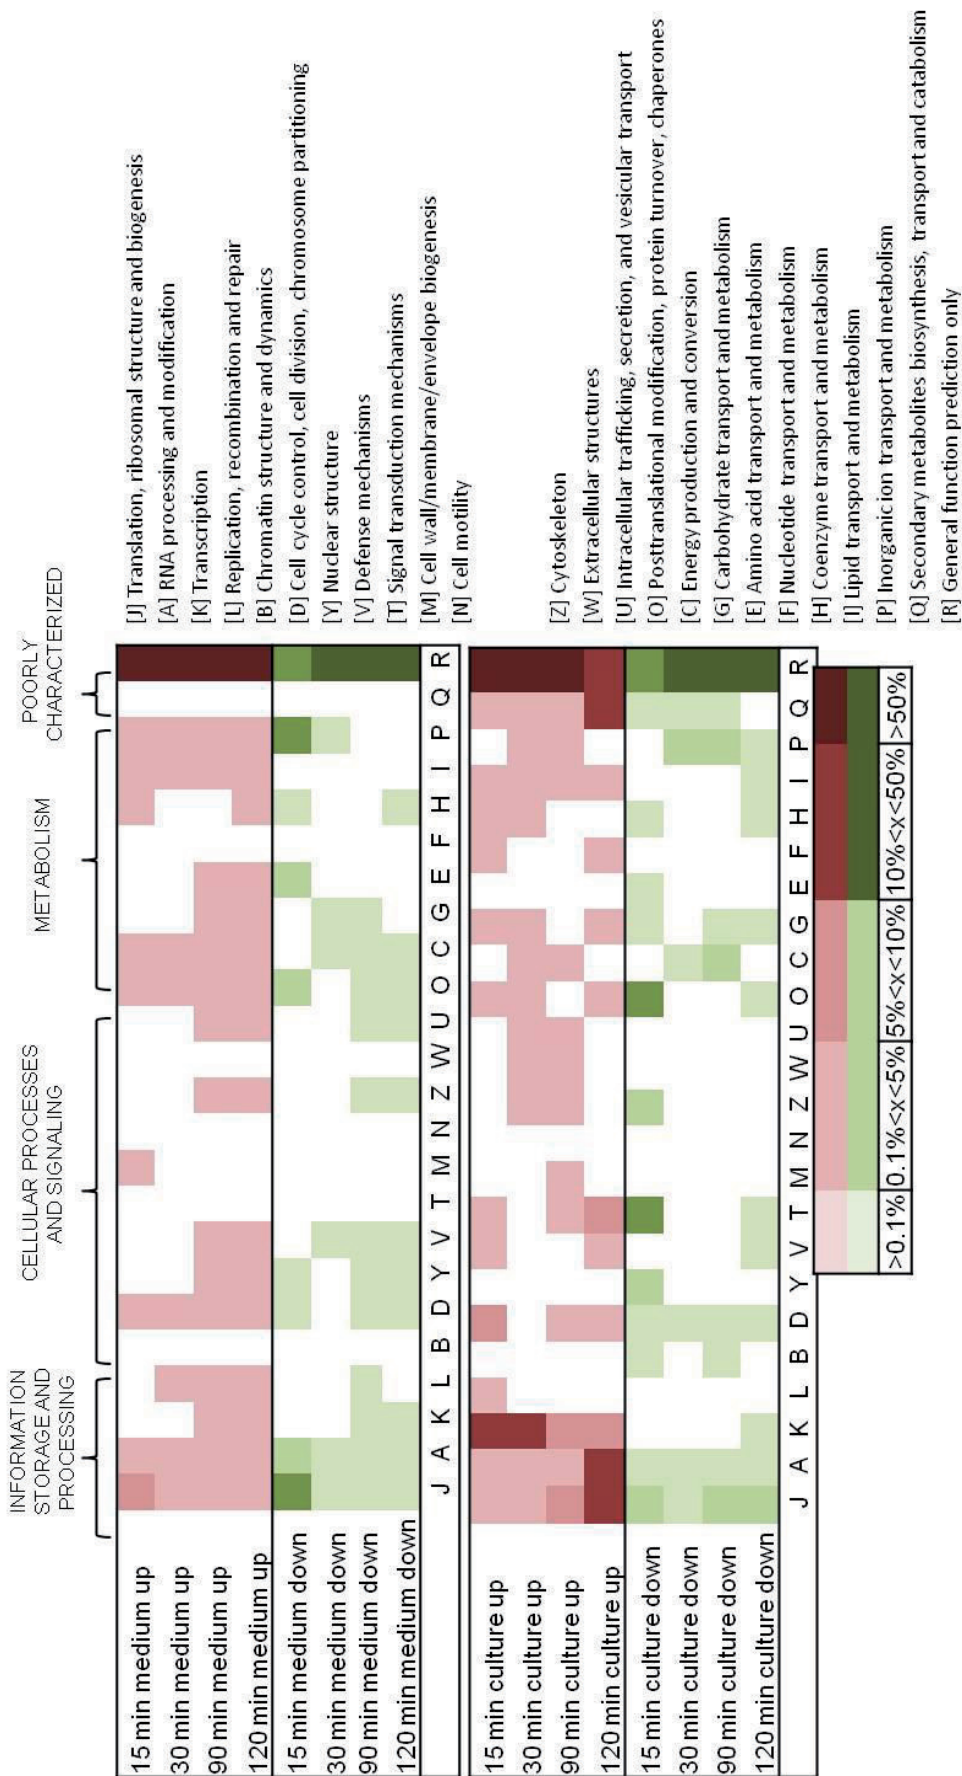 INFORMATION
STORAGE AND
PROCESSING
CELLULAR PROCESSES
AND SIGNALING
METABOLISM
POORLY
CHARACTERIZED
15 min medium up
30 min medium up
90 min medium up
120 min medium up
15 min medium down
30 min medium down
90 min medium down
120 min medium down
J A K L B D Y V T M N Z W U O C G E F H I P Q R
15 min culture up
30 min culture up
90 min culture up
120 min culture up
15 min culture down
30 min culture down
90 min culture down
120 min culture down
J A K L B D Y V T M N Z W U O C G E F H I P Q R
>0.1% 0.1%<x<5% 5%<x<10% 10%<x<50% >50%
[J] Translation, ribosomal structure and biogenesis
[A] RNA processing and modification
[K] Transcription
[L] Replication, recombination and repair
[B] Chromatin structure and dynamics
[D] Cell cycle control, cell division, chromosome partitioning
[Y] Nuclear structure
[V] Defense mechanisms
[T] Signal transduction mechanisms
[M] Cell wall/membrane/envelope biogenesis
[N] Cell motility
[Z] Cytoskeleton
[W] Extracellular structures
[U] Intracellular trafficking, secretion, and vesicular transport
[O] Posttranslational modification, protein turnover, chaperones
[C] Energy production and conversion
[G] Carbohydrate transport and metabolism
[E] Amino acid transport and metabolism
[F] Nucleotide transport and metabolism
[H] Coenzyme transport and metabolism
[I] Lipid transport and metabolism
[P] Inorganic ion transport and metabolism
[Q] Secondary metabolites biosynthesis, transport and catabolism
[R] General function prediction only